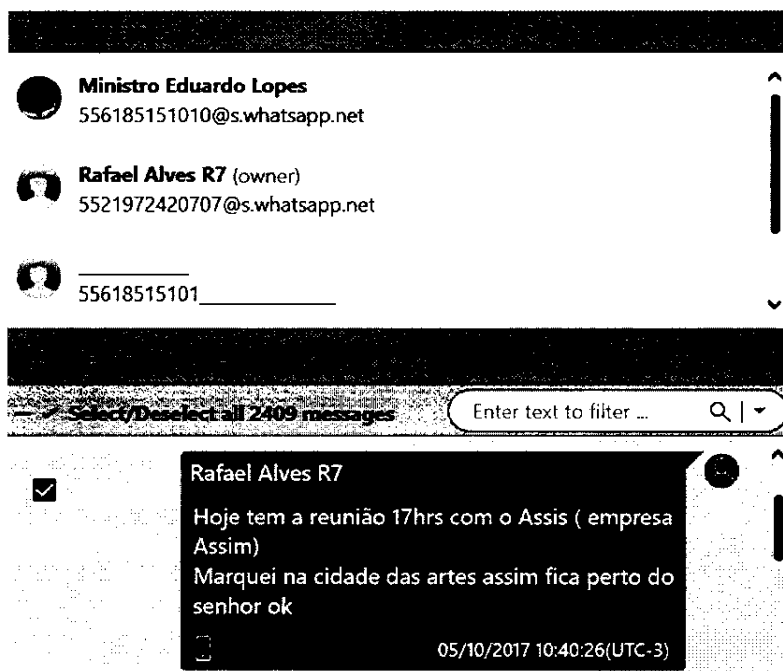 Ministro Eduardo Lopes
556185151010@s.whatsapp.net
Rafael Alves R7 (owner)
5521972420707@s.whatsapp.net
55618515101
Select/Deselect all 2409 messages
Enter text to filter ...
Rafael Alves R7
Hoje tem a reunião 17hrs com o Assis ( empresa
Assim)
Marquei na cidade das artes assim fica perto do
senhor ok
05/10/2017 10:40:26(UTC-3)